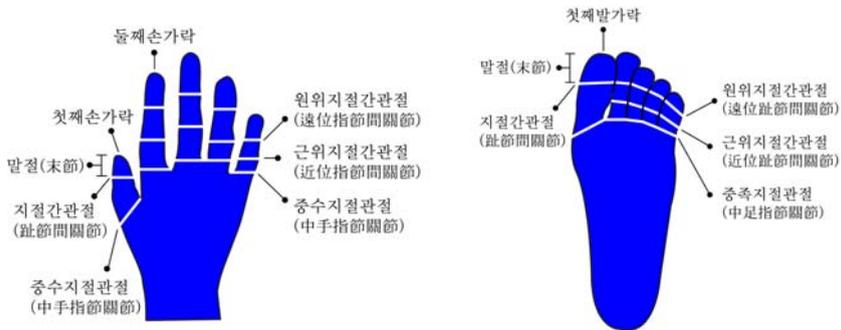 둘째손가락
첫째손가락
말절(末節)
지절간관절
(趾節間關節)
중수지절관절
(中手指節關節)
원위지절간관절
(遠位指節間關節)
근위지절간관절
(近位指節間關節)
중수지절관절
(中手指節關節)
첫째발가락
말절(末節)
지절간관절
(趾節間關節)
원위지절간관절
(遠位趾節間關節)
근위지절간관절
(近位趾節間關節)
중족지절관절
(中足指節關節)